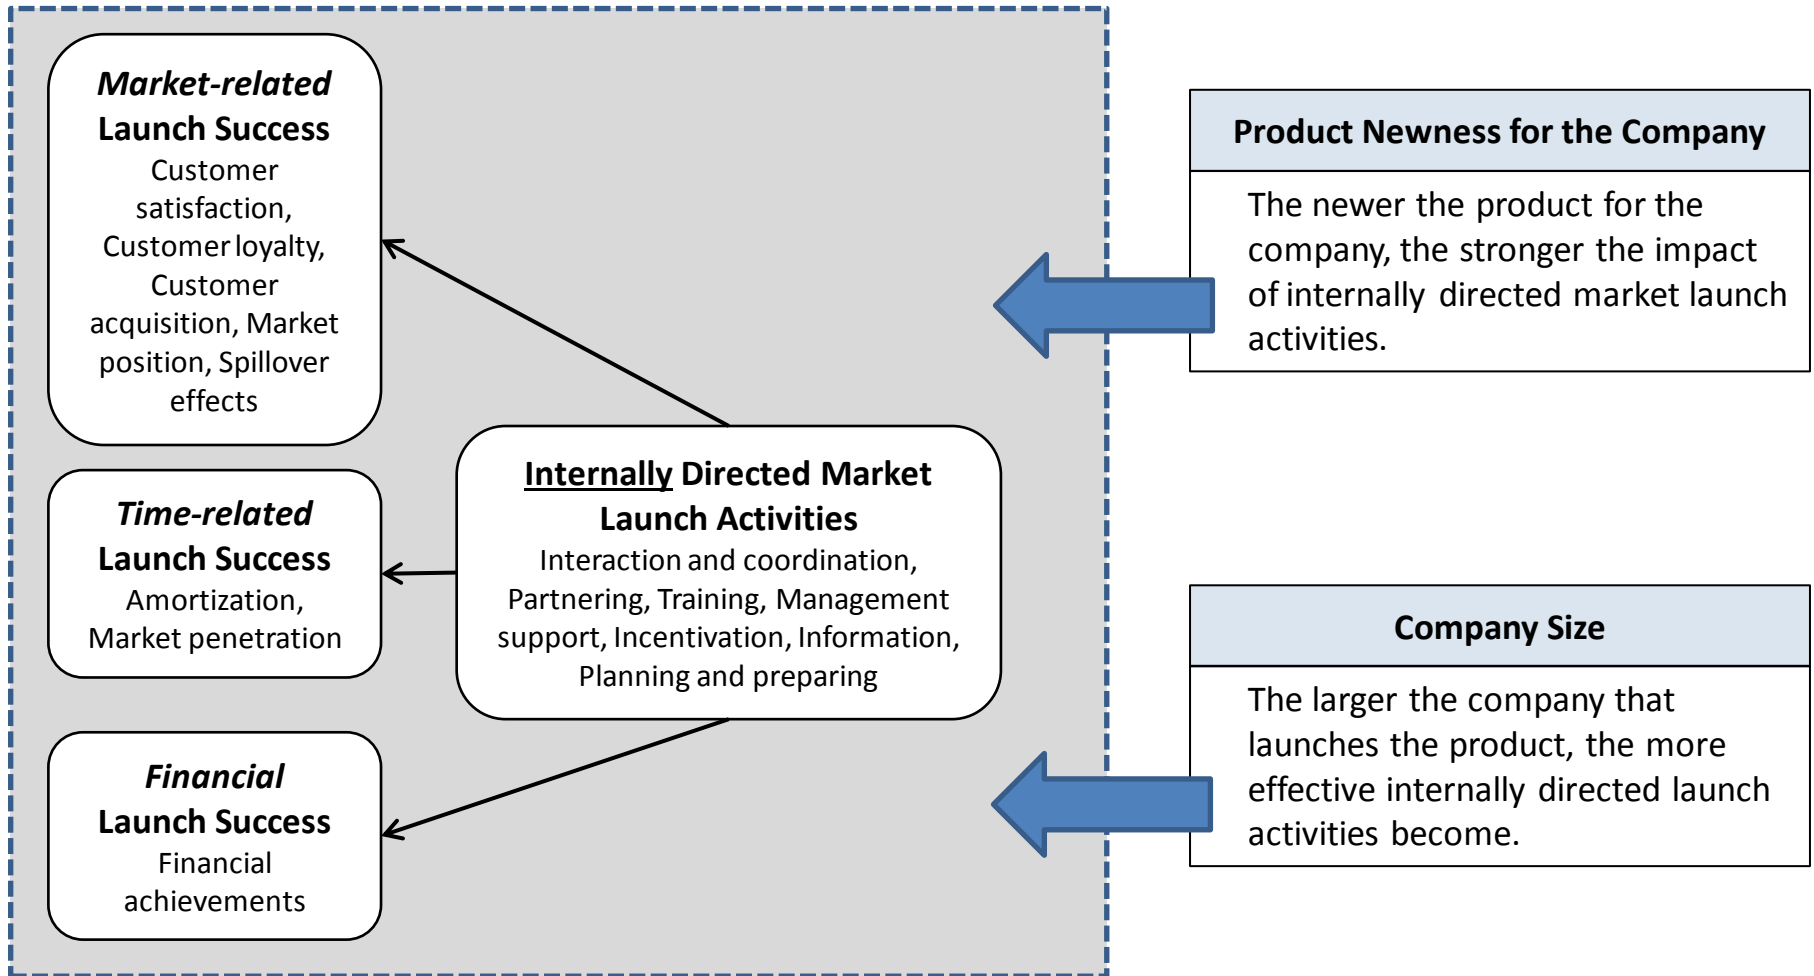 Market-related
Launch Success
Customer
satisfaction,
Customer loyalty,
Customer
acquisition, Market
position, Spillover
effects
Time-related
Launch Success
Amortization,
Market penetration
Financial
Launch Success
Financial
achievements
Internally Directed Market
Launch Activities
Interaction and coordination,
Partnering, Training, Management
support, Incentivation, Information,
Planning and preparing
Product Newness for the Company
The newer the product for the
company, the stronger the impact
of internally directed market launch
activities.
Company Size
The larger the company that
launches the product, the more
effective internally directed launch
activities become.